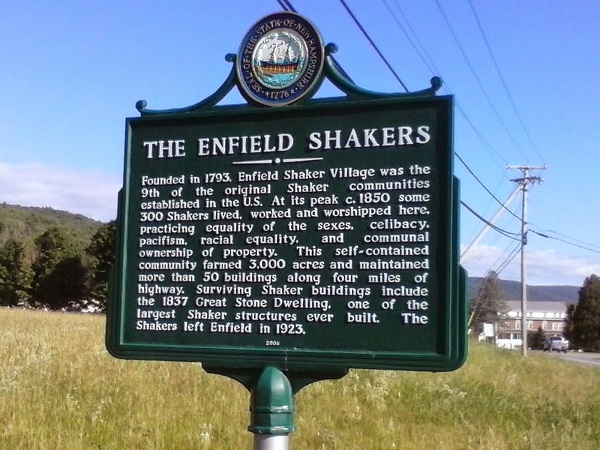 SEAL OF THE STATE OF NEW HAMPSHIRE
1776
THE ENFIELD SHAKERS
Founded in 1793, Enfield Shaker Village was the
9th of the original Shaker communities
established in the U.S. At its peak c. 1850 some
300 Shakers lived, worked and worshipped here,
practicing equality of the sexes, celibacy,
pacifism, racial equality, and communal
ownership of property. This self-contained
community farmed 3,000 acres and maintained
more than 50 buildings along four miles of
highway. Surviving Shaker buildings include
the 1837 Great Stone Dwelling, one of the
largest Shaker structures ever built. The
Shakers left Enfield in 1923.